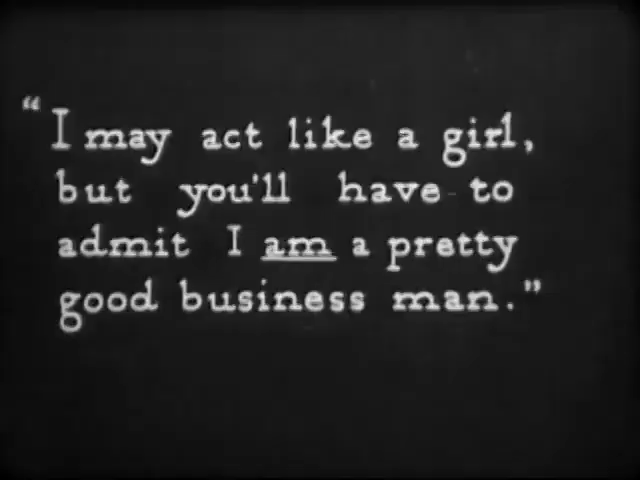 "I may act like a girl,
but you'll have to
admit I am a pretty
good business man."